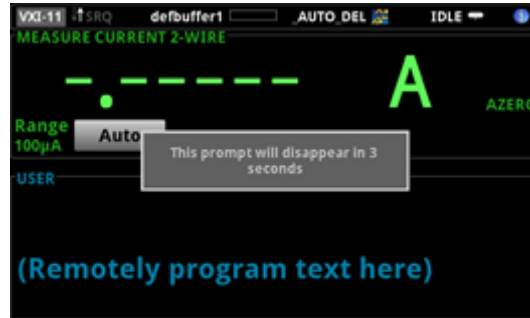 VXI-11 SRQ defbuffer1 _AUTO_DEL IDLE
MEASURE CURRENT 2-WIRE
-.----- A
AZERO
Range
100µA Auto
This prompt will disappear in 3
seconds
USER
(Remotely program text here)